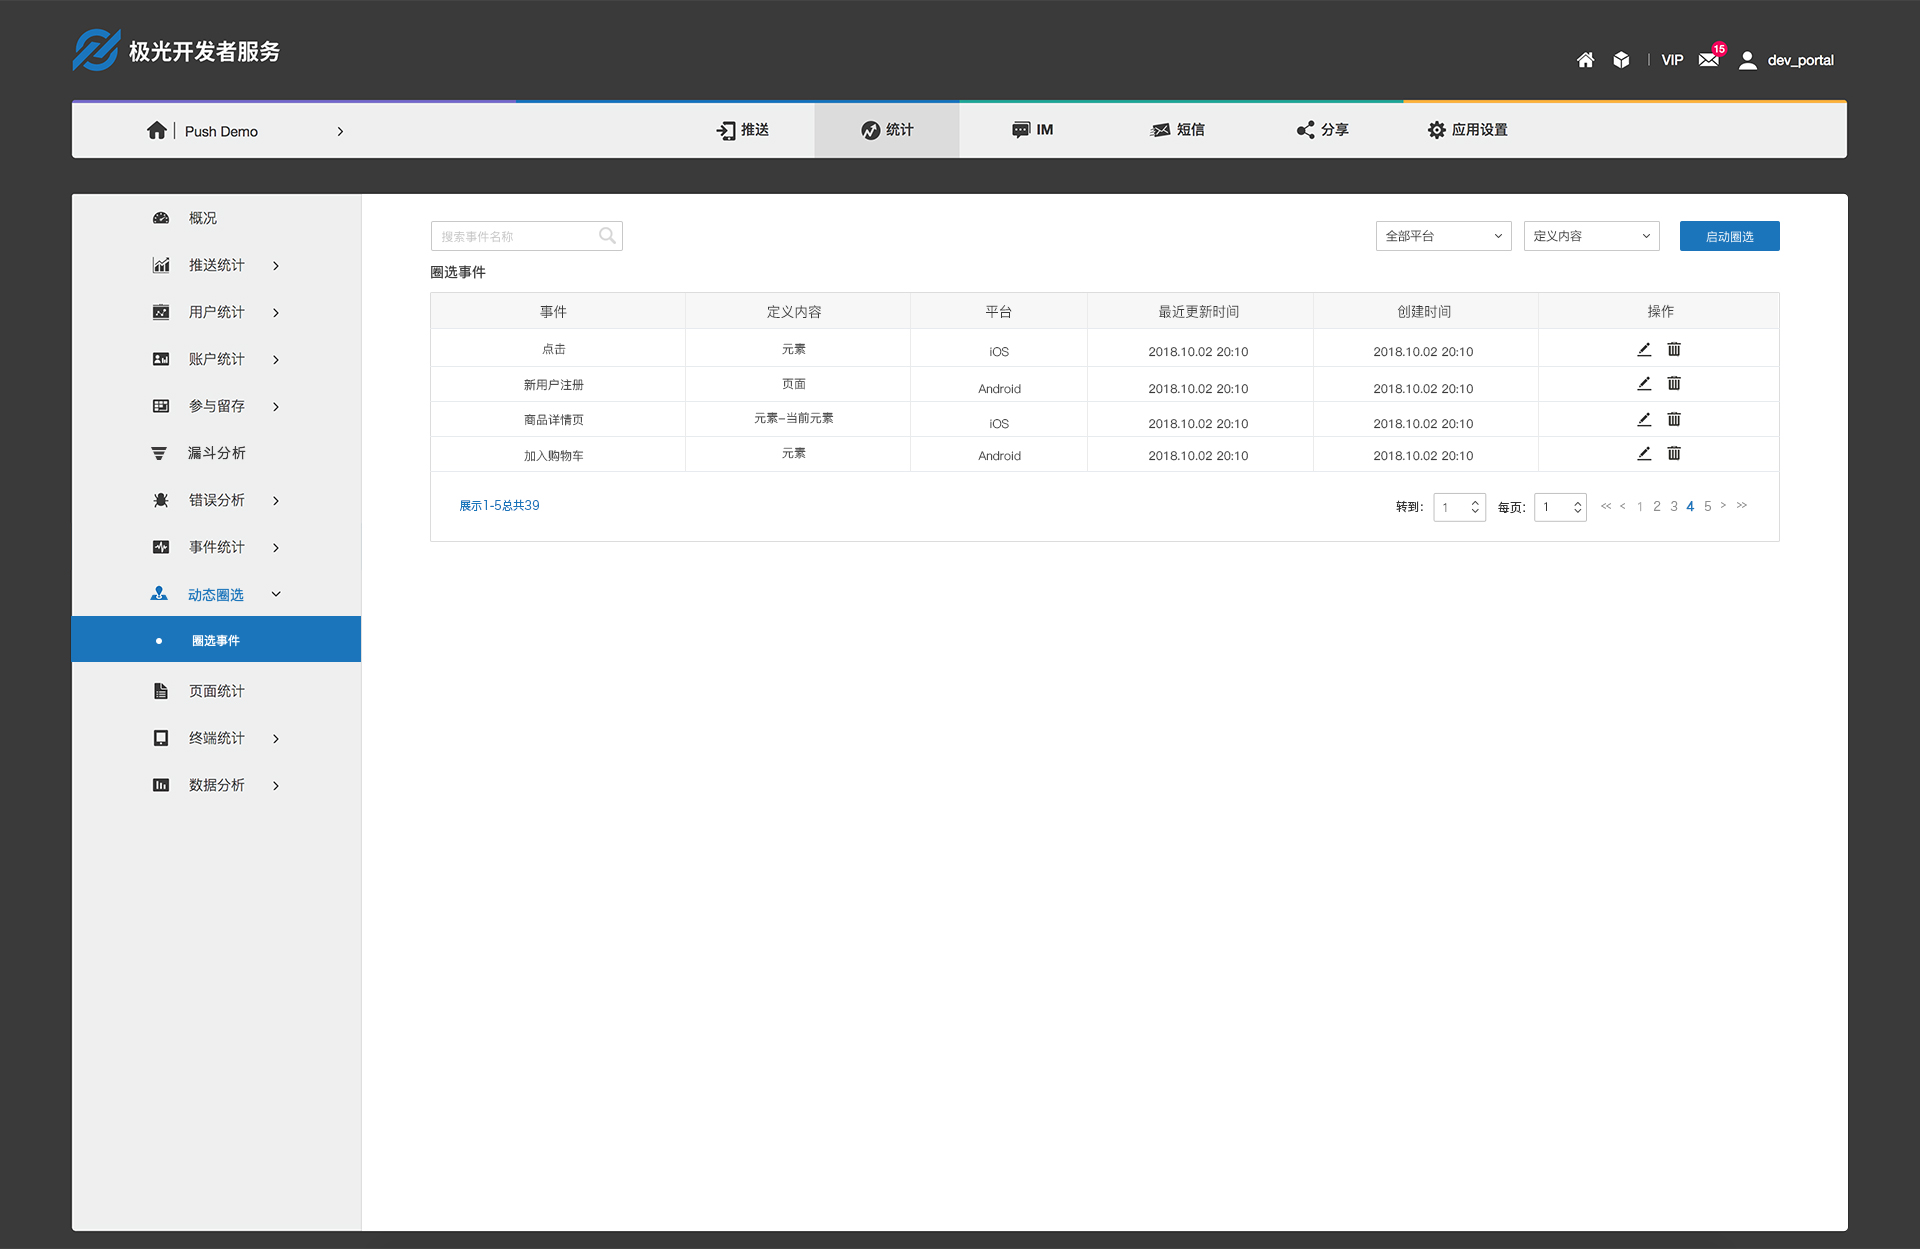 极光开发者服务
VIP 15 dev_portal
Push Demo 推送 统计 IM 短信 分享 应用设置
概况
推送统计
用户统计
账户统计
参与留存
漏斗分析
错误分析
事件统计
动态圈选
圈选事件
页面统计
终端统计
数据分析
搜索事件名称 全部平台 定义内容 启动圈选
圈选事件
事件 定义内容 平台 最近更新时间 创建时间 操作
点击 元素 iOS 2018.10.02 20:10 2018.10.02 20:10
新用户注册 页面 Android 2018.10.02 20:10 2018.10.02 20:10
商品详情页 元素-当前元素 iOS 2018.10.02 20:10 2018.10.02 20:10
加入购物车 元素 Android 2018.10.02 20:10 2018.10.02 20:10
展示1-5总共39 转到: 1 每页: 1 << < 1 2 3 4 5 > >>